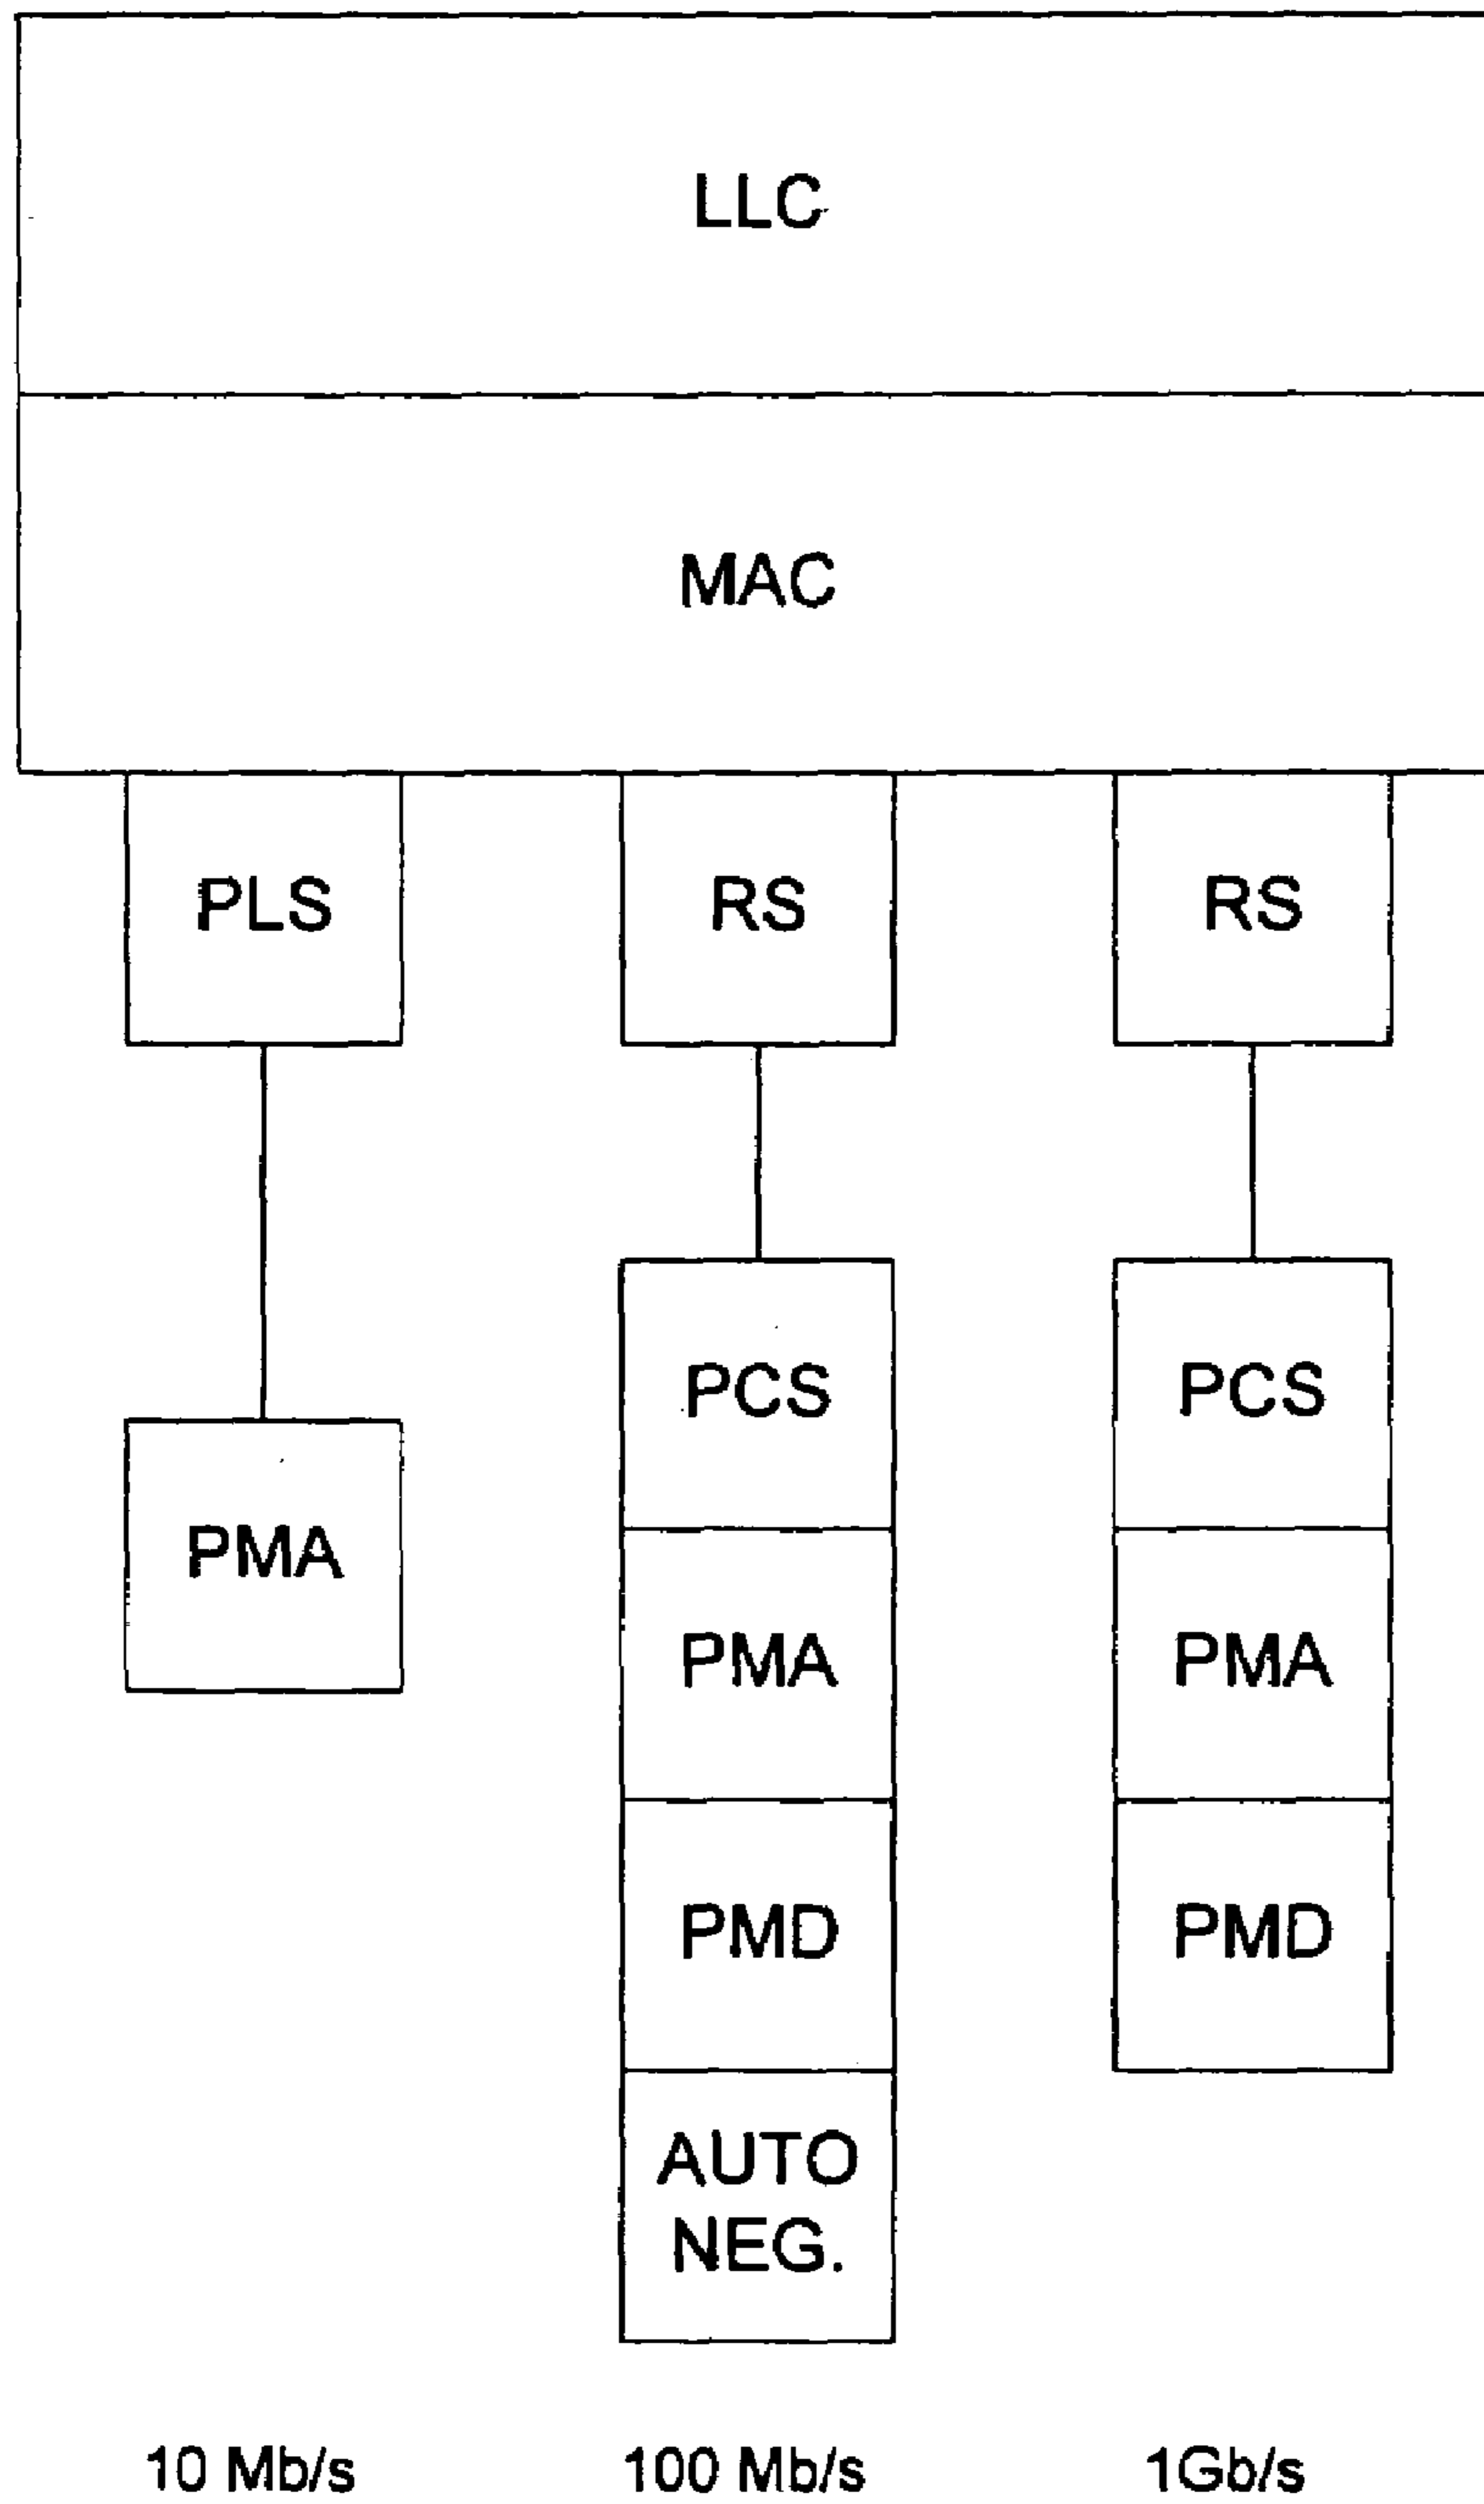 LLC
MAC
PLS
RS
RS
PCS
PCS
PMA
PMA
PMA
PMD
PMD
AUTO
NEG.
10 Mb/s
100 Mb/s
1Gb/s